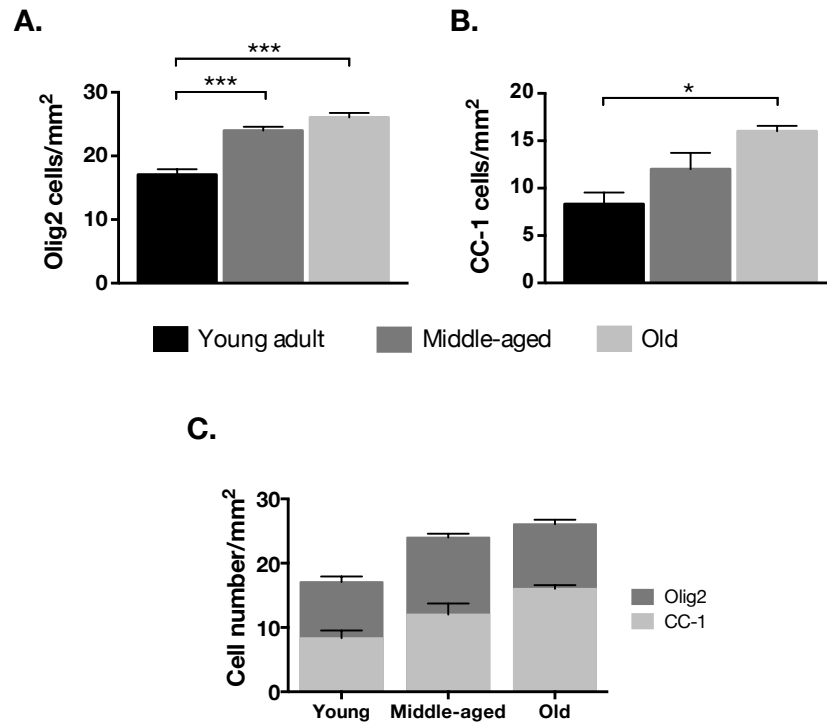 A.
***
***
Olig2 cells/mm²
30
20
10
0
B.
*
CC-1 cells/mm²
20
15
10
5
0
Young adult
Middle-aged
Old
C.
Cell number/mm²
30
20
10
0
Young
Middle-aged
Old
Olig2
CC-1